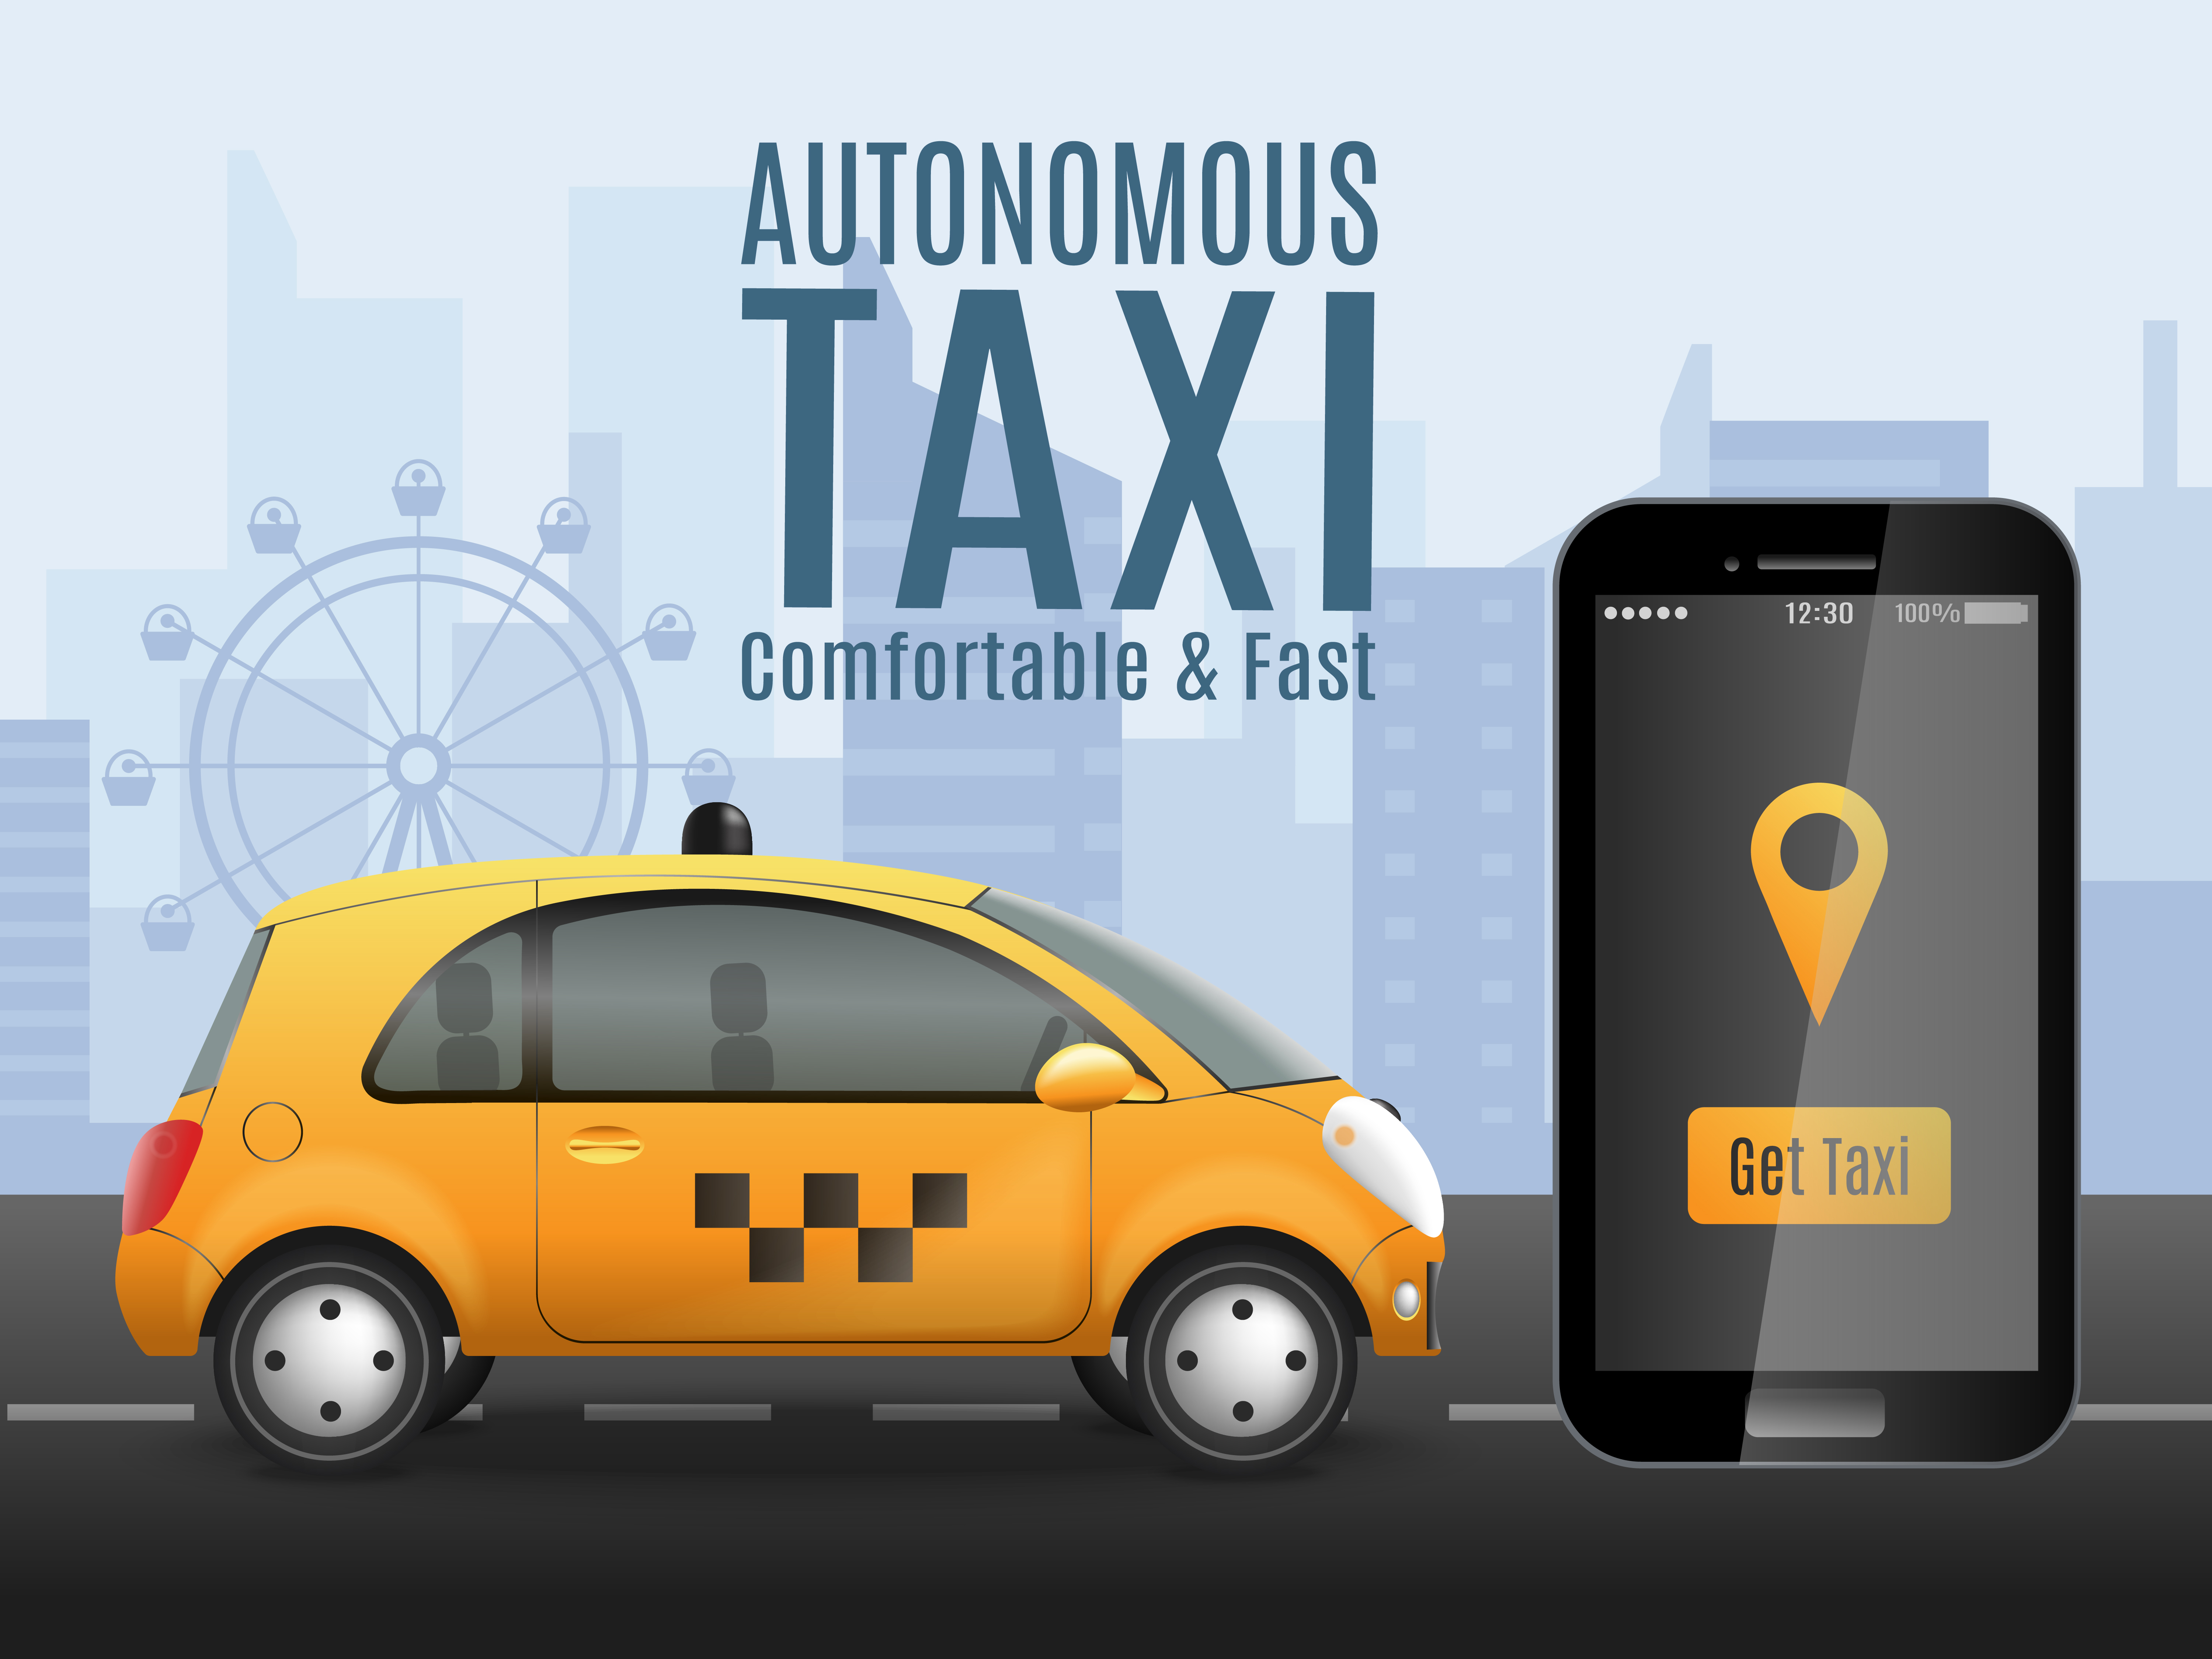 AUTONOMOUS
TAXI
Comfortable & Fast
12:30 100%
Get Taxi